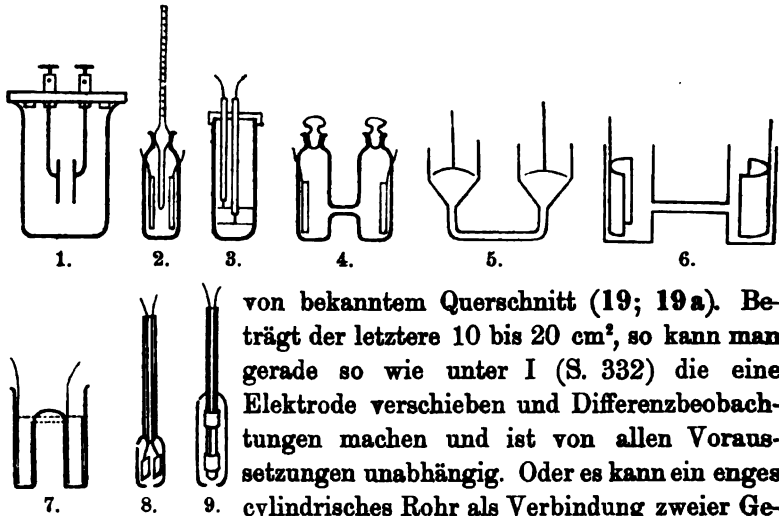 1. 2. 3. 4. 5. 6.
von bekanntem Querschnitt (19; 19a). Be-
trägt der letztere 10 bis 20 cm², so kann man
gerade so wie unter I (S. 332) die eine
Elektrode verschieben und Differenzbeobach-
tungen machen und ist von allen Voraus-
setzungen unabhängig. Oder es kann ein enges
cylindrisches Rohr als Verbindung zweier Ge-
7. 8. 9.